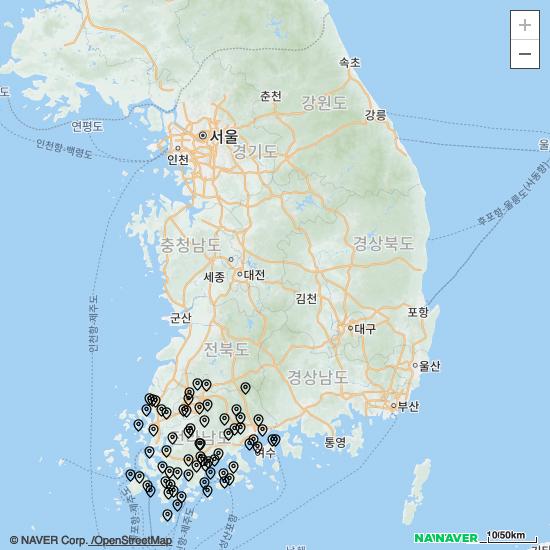 +
−
속초
춘천
강원도
강릉
도
연평도
서울
울
인천
경기도
인천항-백령도
후포항-울릉도(사동항)
충청남도
경상북도
세종
대전
김천
인천항-제주도
포항
군산
대구
전북도
울산
경상남도
부산
통영
여수
© NAVER Corp. /OpenStreetMap
NAVER
10/50km